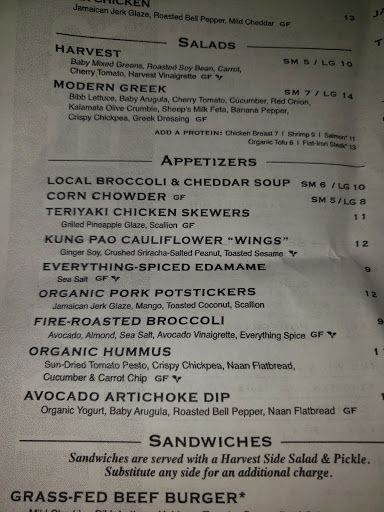 CHICKEN
Jamaican Jerk Glaze, Roasted Bell Pepper, Mild Cheddar GF 13
SALADS
HARVEST SM 5 / LG 10
Baby Mixed Greens, Roasted Soy Bean, Carrot,
Cherry Tomato, Harvest Vinaigrette GF
MODERN GREEK SM 7 / LG 14
Bibb Lettuce, Baby Arugula, Cherry Tomato, Cucumber, Red Onion,
Kalamata Olive Crumble, Sheep's Milk Feta, Banana Pepper,
Crispy Chickpea, Greek Dressing GF
ADD A PROTEIN: Chicken Breast 7 | Shrimp 9 | Salmon* 11
Organic Tofu 6 | Flat-Iron Steak* 13
APPETIZERS
LOCAL BROCCOLI & CHEDDAR SOUP SM 6 / LG 10
CORN CHOWDER GF SM 5 / LG 8
TERIYAKI CHICKEN SKEWERS 11
Grilled Pineapple Glaze, Scallion GF
KUNG PAO CAULIFLOWER "WINGS" 12
Ginger Soy, Crushed Sriracha-Salted Peanut, Toasted Sesame
EVERYTHING-SPICED EDAMAME 9
Sea Salt GF
ORGANIC PORK POTSTICKERS 12
Jamaican Jerk Glaze, Mango, Toasted Coconut, Scallion
FIRE-ROASTED BROCCOLI 9
Avocado, Almond, Sea Salt, Avocado Vinaigrette, Everything Spice GF
ORGANIC HUMMUS
Sun-Dried Tomato Pesto, Crispy Chickpea, Naan Flatbread,
Cucumber & Carrot Chip GF
AVOCADO ARTICHOKE DIP
Organic Yogurt, Baby Arugula, Roasted Bell Pepper, Naan Flatbread GF
SANDWICHES
Sandwiches are served with a Harvest Side Salad & Pickle.
Substitute any side for an additional charge.
GRASS-FED BEEF BURGER*